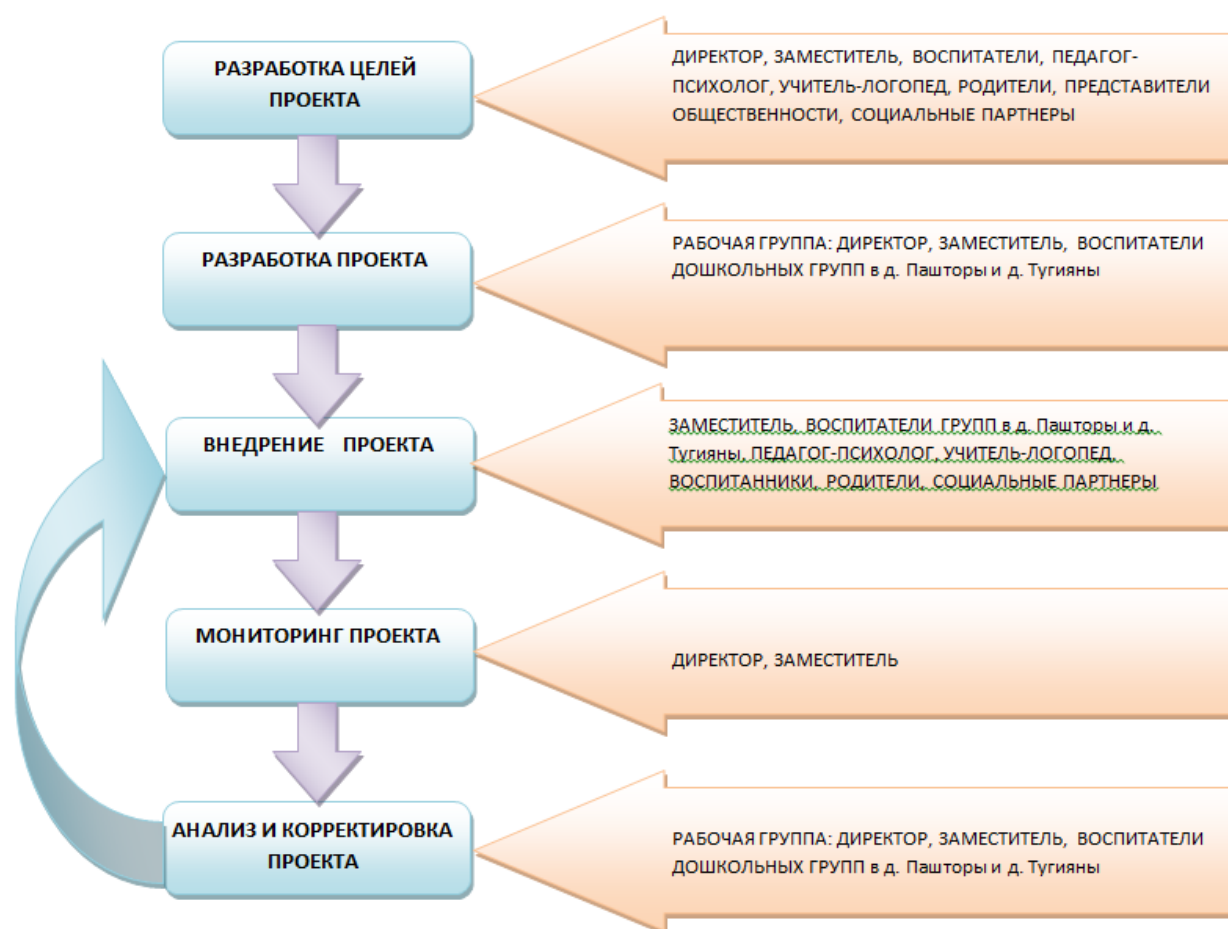 РАЗРАБОТКА ЦЕЛЕЙ
ПРОЕКТА
ДИРЕКТОР, ЗАМЕСТИТЕЛЬ, ВОСПИТАТЕЛИ, ПЕДАГОГ-
ПСИХОЛОГ, УЧИТЕЛЬ-ЛОГОПЕД, РОДИТЕЛИ, ПРЕДСТАВИТЕЛИ
ОБЩЕСТВЕННОСТИ, СОЦИАЛЬНЫЕ ПАРТНЕРЫ
РАЗРАБОТКА ПРОЕКТА
РАБОЧАЯ ГРУППА: ДИРЕКТОР, ЗАМЕСТИТЕЛЬ, ВОСПИТАТЕЛИ
ДОШКОЛЬНЫХ ГРУПП в д. Пашторы и д. Тугияны
ВНЕДРЕНИЕ ПРОЕКТА
ЗАМЕСТИТЕЛЬ, ВОСПИТАТЕЛИ ГРУПП в д. Пашторы и д.
Тугияны, ПЕДАГОГ-ПСИХОЛОГ, УЧИТЕЛЬ-ЛОГОПЕД,
ВОСПИТАННИКИ, РОДИТЕЛИ, СОЦИАЛЬНЫЕ ПАРТНЕРЫ
МОНИТОРИНГ ПРОЕКТА
ДИРЕКТОР, ЗАМЕСТИТЕЛЬ
АНАЛИЗ И КОРРЕКТИРОВКА
ПРОЕКТА
РАБОЧАЯ ГРУППА: ДИРЕКТОР, ЗАМЕСТИТЕЛЬ, ВОСПИТАТЕЛИ
ДОШКОЛЬНЫХ ГРУПП в д. Пашторы и д. Тугияны